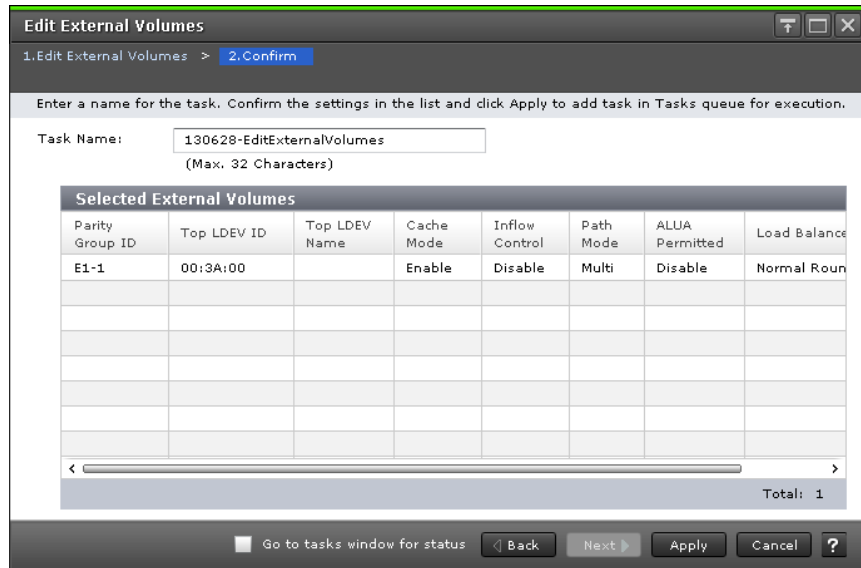 Edit External Volumes
1.Edit External Volumes > 2.Confirm
Enter a name for the task. Confirm the settings in the list and click Apply to add task in Tasks queue for execution.
Task Name: 130628-EditExternalVolumes
(Max. 32 Characters)
Selected External Volumes
Parity Group ID Top LDEV ID Top LDEV Name Cache Mode Inflow Control Path Mode ALUA Permitted Load Balance
E1-1 00:3A:00 Enable Disable Multi Disable Normal Roun
Total: 1
Go to tasks window for status Back Next Apply Cancel ?